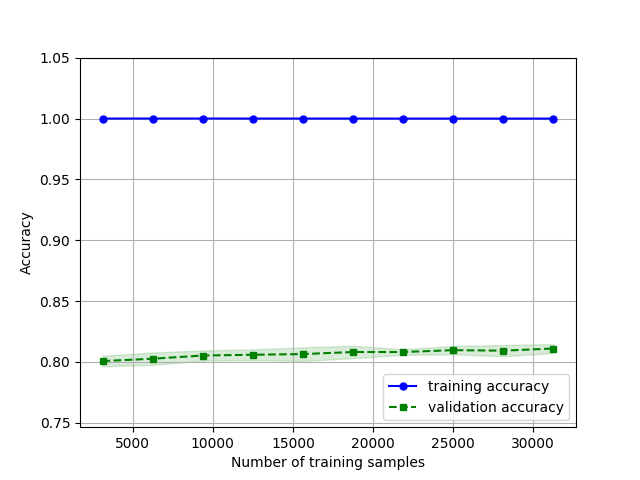 1.05
1.00
0.95
0.90
0.85
0.80
0.75
Accuracy
training accuracy
validation accuracy
5000 10000 15000 20000 25000 30000
Number of training samples